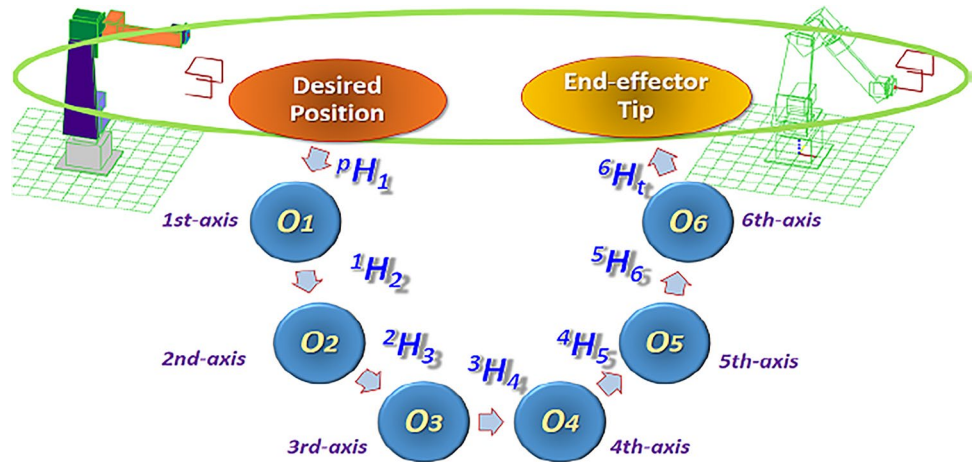 Desired
Position
End-effector
Tip
ᵖH₁
⁶Hₜ
1st-axis
O1
O6
6th-axis
¹H₂
⁵H₆
2nd-axis
O2
²H₃
³H₄
⁴H₅
O5
5th-axis
3rd-axis
O3
O4
4th-axis